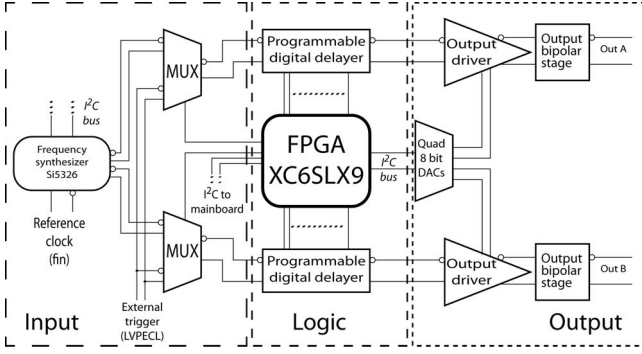 MUX
Programmable
digital delayer
Output
driver
Output
bipolar
stage
Out A
I²C
bus
Frequency
synthesizer
Si5326
FPGA
XC6SLX9
I²C
bus
Quad
8 bit
DACs
I²C to
mainboard
Reference
clock
(fin)
MUX
Programmable
digital delayer
Output
driver
Output
bipolar
stage
Out B
External
trigger
(LVPECL)
Input
Logic
Output